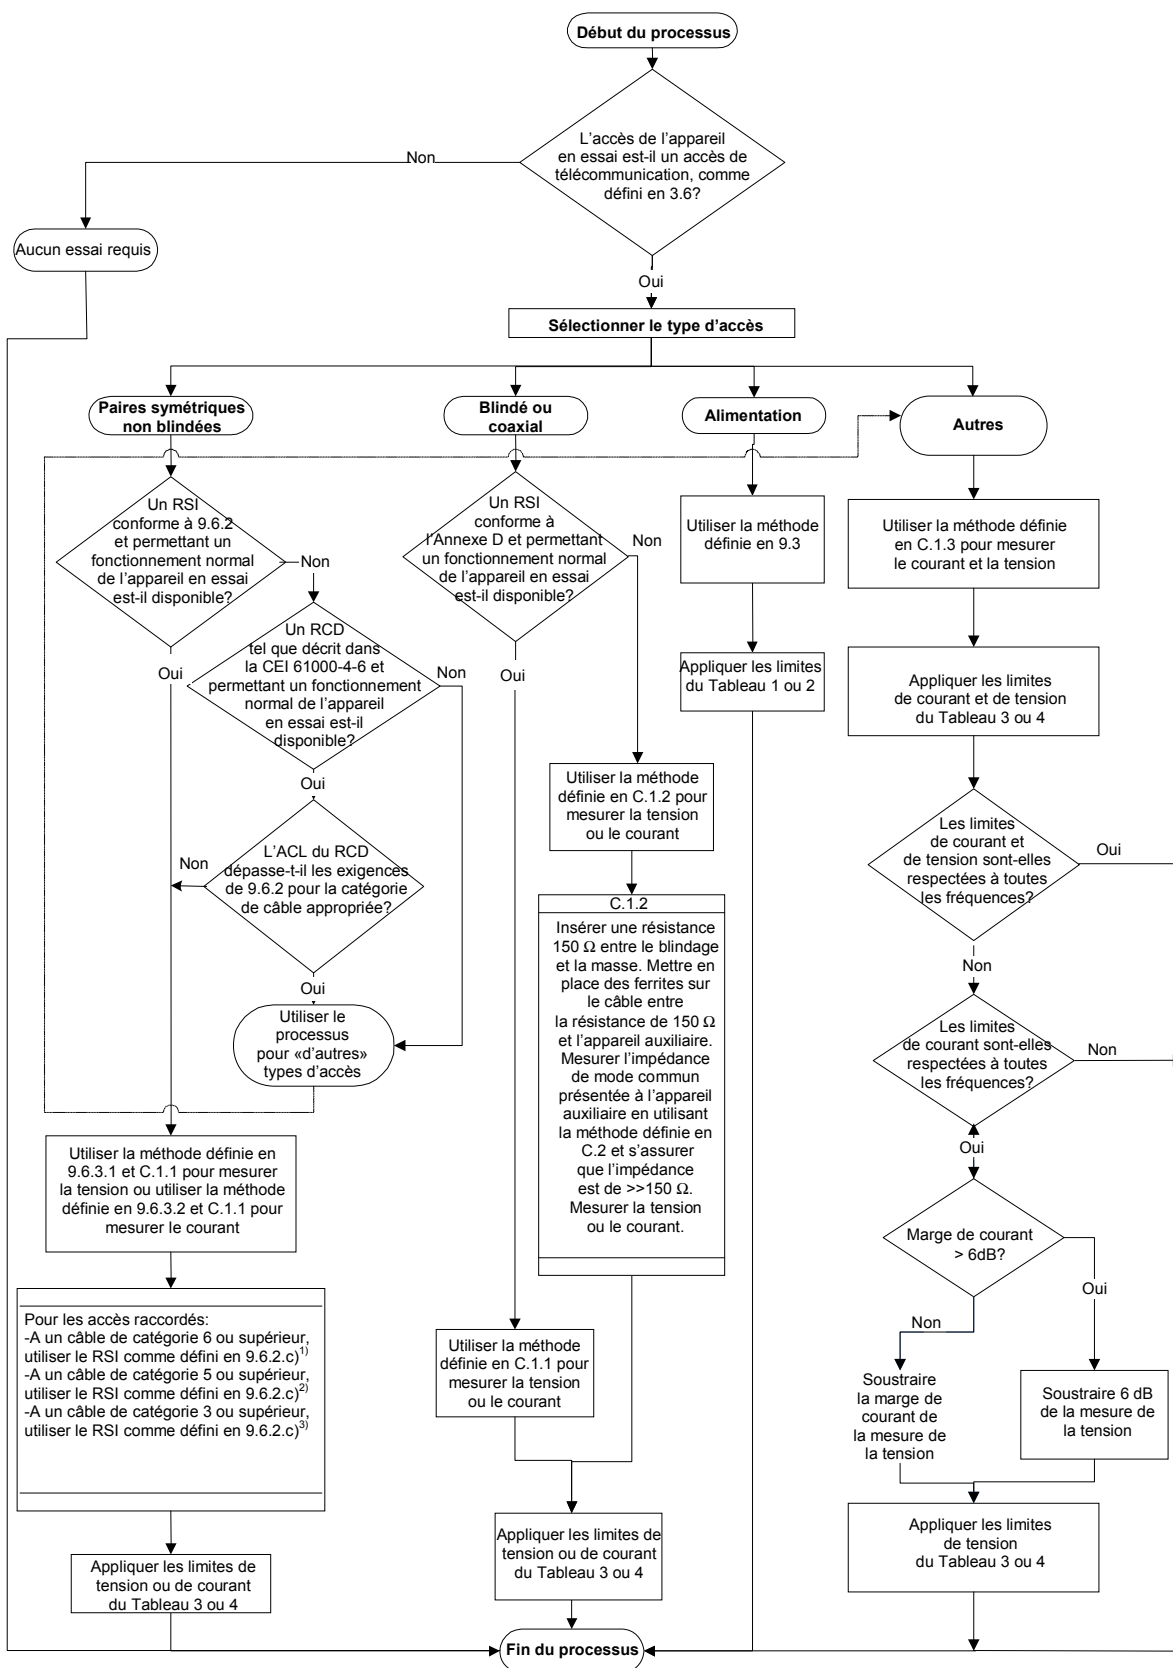 Début du processus
L'accès de l'appareil
en essai est-il un accès de
télécommunication, comme
défini en 3.6?
Non
Aucun essai requis
Oui
Sélectionner le type d'accès
Paires symétriques
non blindées
Blindé ou
coaxial
Alimentation
Autres
Un RSI
conforme à 9.6.2
et permettant un
fonctionnement normal
de l'appareil en essai
est-il disponible?
Non
Oui
Un RCD
tel que décrit dans
la CEI 61000-4-6 et
permettant un fonctionnement
normal de l'appareil
en essai est-il
disponible?
Non
Oui
L'ACL du RCD
dépasse-t-il les exigences
de 9.6.2 pour la catégorie
de câble appropriée?
Non
Oui
Utiliser le
processus
pour «d'autres»
types d'accès
Utiliser la méthode définie en
9.6.3.1 et C.1.1 pour mesurer
la tension ou utiliser la méthode
définie en 9.6.3.2 et C.1.1 pour
mesurer le courant
Pour les accès raccordés:
-A un câble de catégorie 6 ou supérieur,
utiliser le RSI comme défini en 9.6.2.c)1)
-A un câble de catégorie 5 ou supérieur,
utiliser le RSI comme défini en 9.6.2.c)2)
-A un câble de catégorie 3 ou supérieur,
utiliser le RSI comme défini en 9.6.2.c)3)
Appliquer les limites de
tension ou de courant
du Tableau 3 ou 4
Un RSI
conforme à
l'Annexe D et permettant
un fonctionnement normal
de l'appareil en essai
est-il disponible?
Non
Oui
Utiliser la méthode
définie en C.1.2 pour
mesurer la tension
ou le courant
C.1.2
Insérer une résistance
150 Ω entre le blindage
et la masse. Mettre en
place des ferrites sur
le câble entre
la résistance de 150 Ω
et l'appareil auxiliaire.
Mesurer l'impédance
de mode commun
présentée à l'appareil
auxiliaire en utilisant
la méthode définie en
C.2 et s'assurer
que l'impédance
est de >>150 Ω.
Mesurer la tension
ou le courant.
Utiliser la méthode
définie en C.1.1 pour
mesurer la tension
ou le courant
Appliquer les limites de
tension ou de courant
du Tableau 3 ou 4
Utiliser la méthode
définie en 9.3
Appliquer les limites
du Tableau 1 ou 2
Utiliser la méthode définie
en C.1.3 pour mesurer
le courant et la tension
Appliquer les limites
de courant et de tension
du Tableau 3 ou 4
Les limites
de courant et
de tension sont-elles
respectées à toutes
les fréquences?
Oui
Non
Les limites
de courant sont-elles
respectées à toutes
les fréquences?
Non
Oui
Marge de courant
> 6dB?
Oui
Non
Soustraire
la marge de
courant de
la mesure de
la tension
Soustraire 6 dB
de la mesure de
la tension
Appliquer les limites
de tension
du Tableau 3 ou 4
Fin du processus